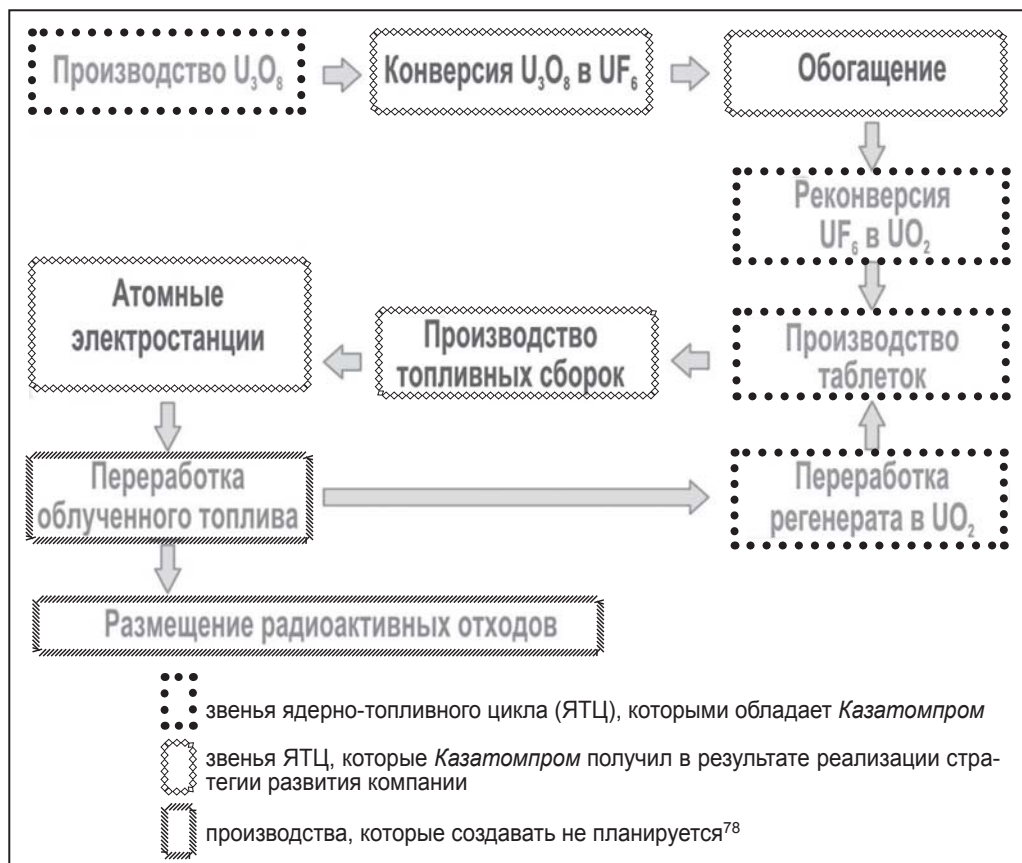 Производство U₃O₈
Конверсия U₃O₈ в UF₆
Обогащение
Реконверсия
UF₆ в UO₂
Атомные
электростанции
Производство
топливных сборок
Производство
таблеток
Переработка
облученного топлива
Переработка
регенерата в UO₂
Размещение радиоактивных отходов
звенья ядерно-топливного цикла (ЯТЦ), которыми обладает Казатомпром
звенья ЯТЦ, которые Казатомпром получил в результате реализации стра-
тегии развития компании
производства, которые создавать не планируется⁷⁸